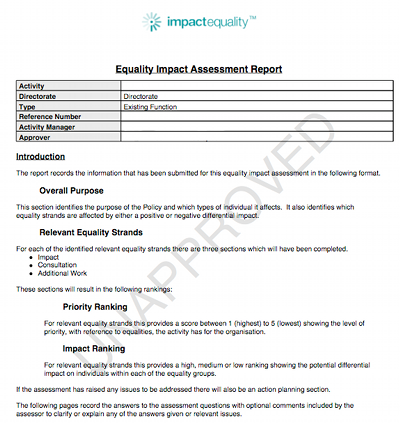 impactequality™
Equality Impact Assessment Report
Activity
Directorate Directorate
Type Existing Function
Reference Number
Activity Manager
Approver
Introduction
The report records the information that has been submitted for this equality impact assessment in the following format.
Overall Purpose
This section identifies the purpose of the Policy and which types of individual it affects. It also identifies which
equality strands are affected by either a positive or negative differential impact.
Relevant Equality Strands
For each of the identified relevant equality strands there are three sections which will have been completed.
• Impact
• Consultation
• Additional Work
These sections will result in the following rankings:
Priority Ranking
For relevant equality strands this provides a score between 1 (highest) to 5 (lowest) showing the level of
priority, with reference to equalities, the activity has for the organisation.
Impact Ranking
For relevant equality strands this provides a high, medium or low ranking showing the potential differential
impact on individuals within each of the equality groups.
If the assessment has raised any issues to be addressed there will also be an action planning section.
The following pages record the answers to the assessment questions with optional comments included by the
assessor to clarify or explain any of the answers given or relevant issues.
UNAPPROVED